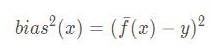 bias²(x) = (f̄(x) − y)²